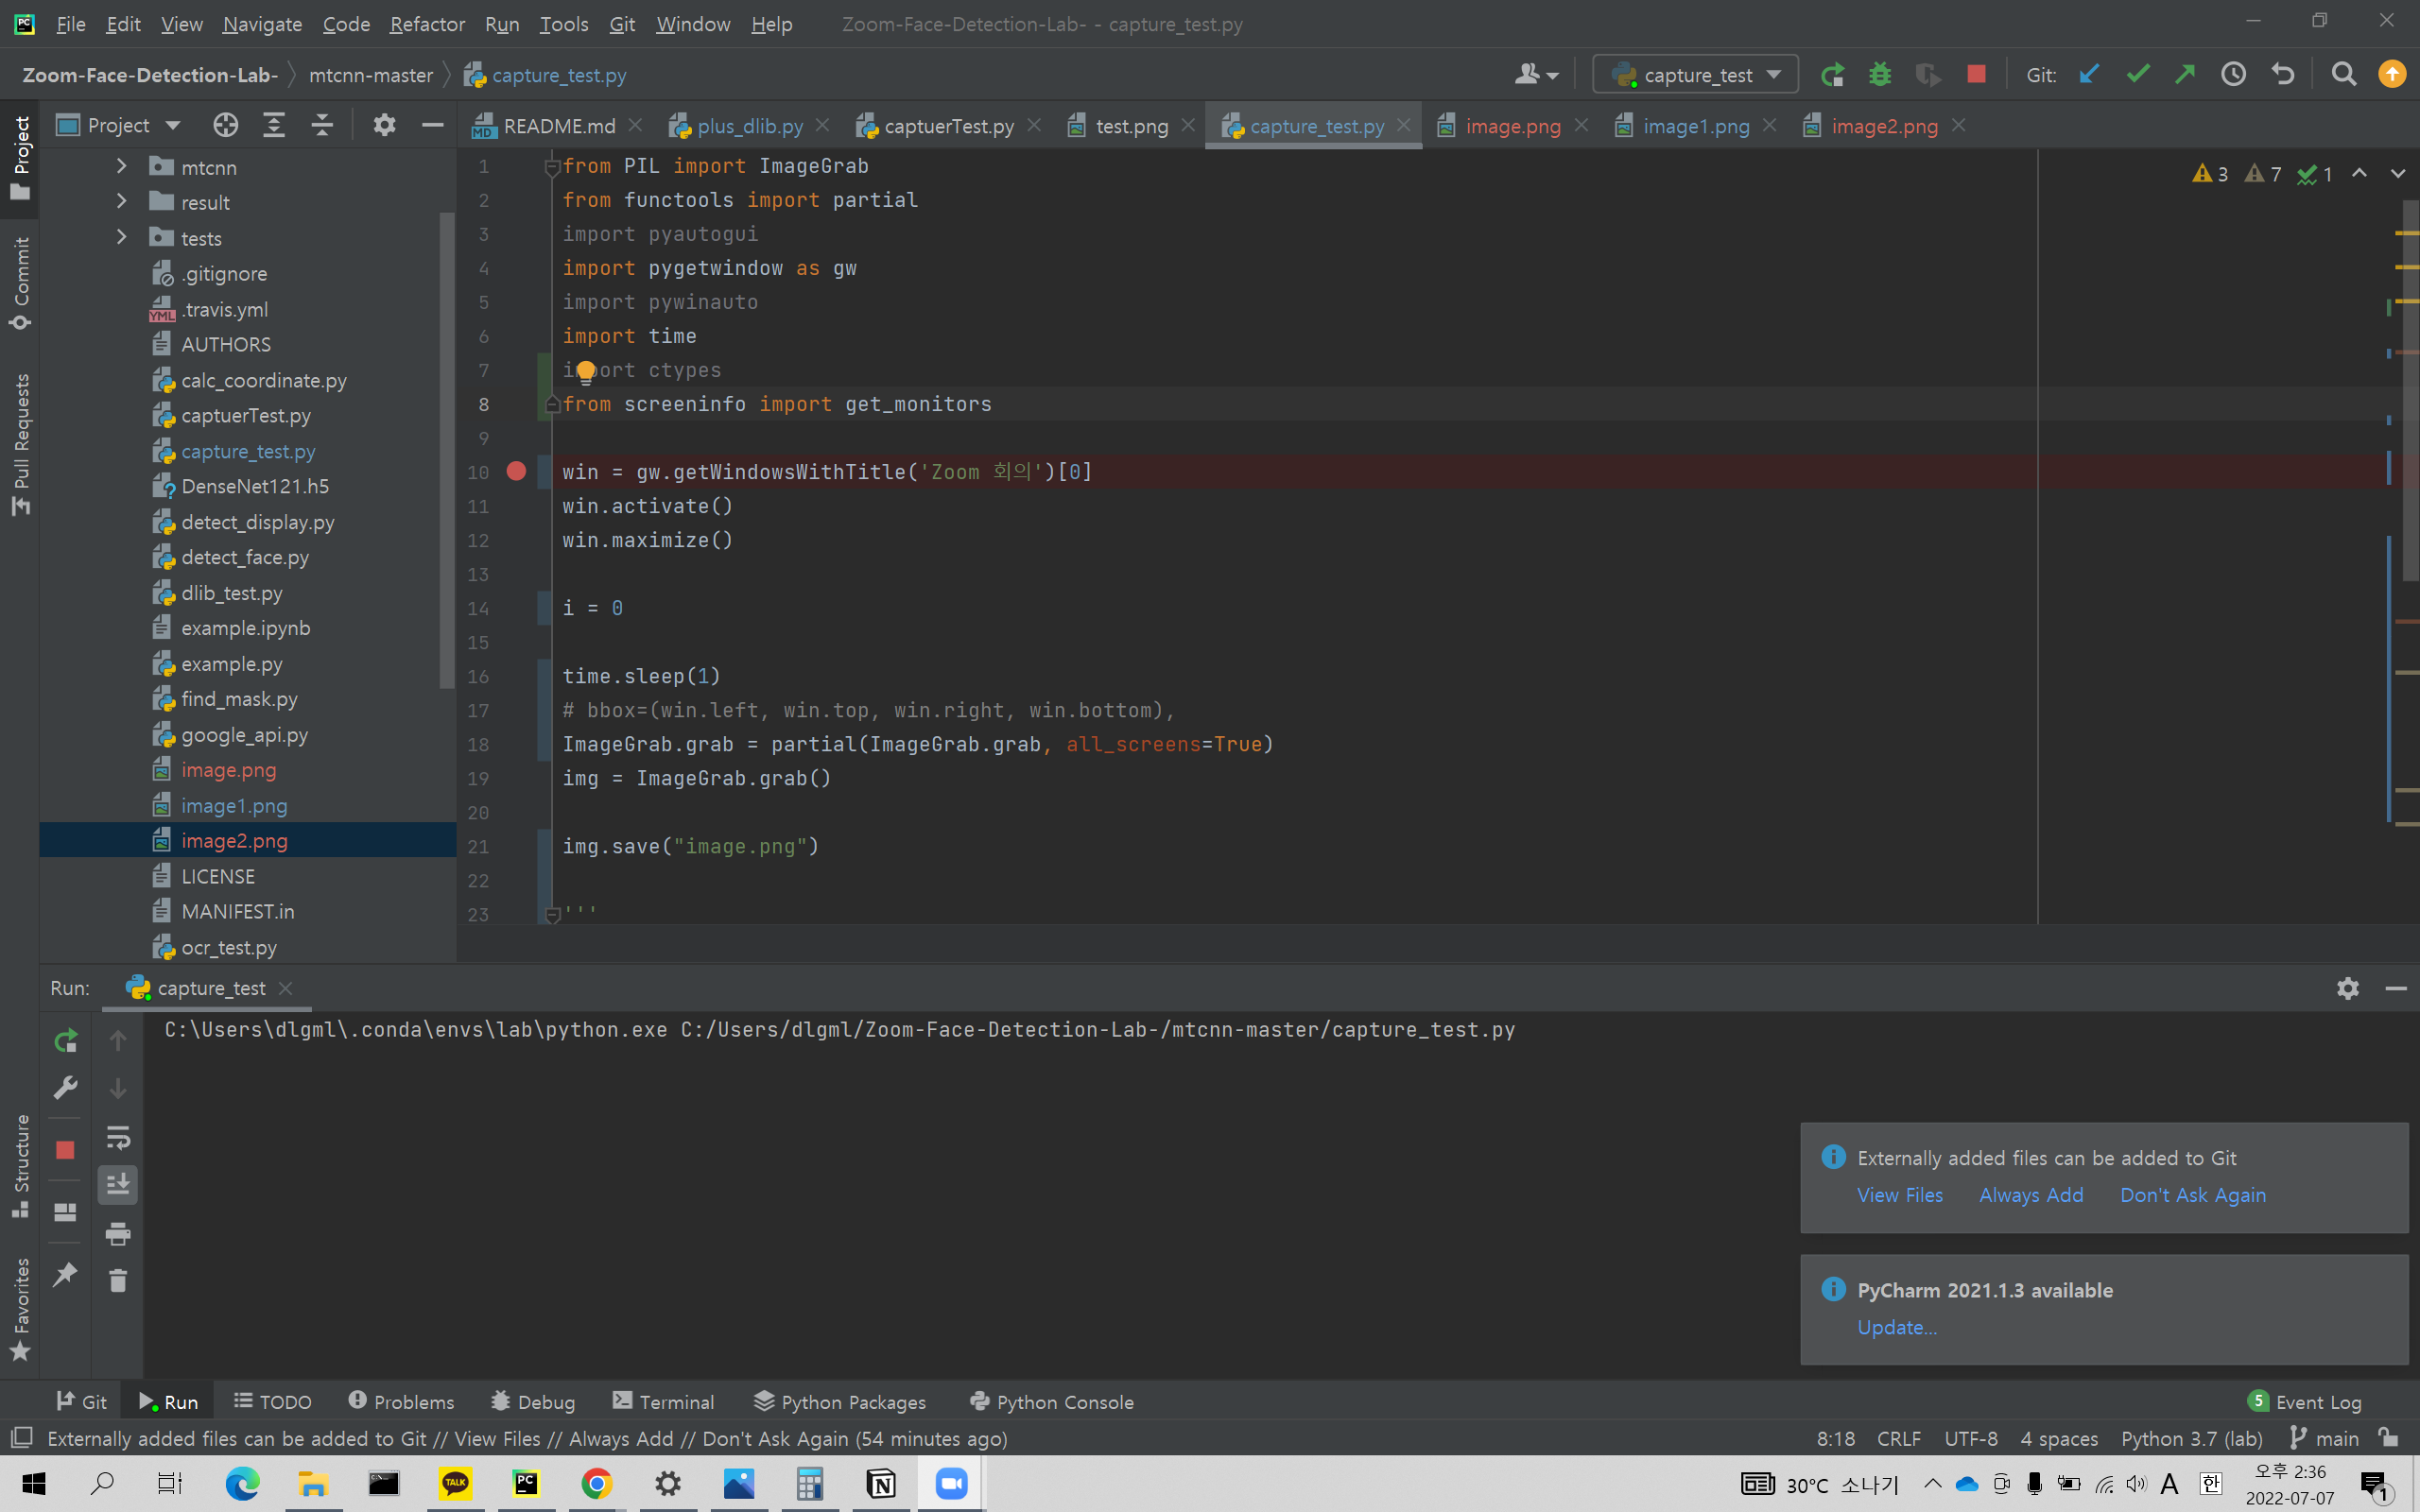 File Edit View Navigate Code Refactor Run Tools Git Window Help Zoom-Face-Detection-Lab- - capture_test.py
Zoom-Face-Detection-Lab- mtcnn-master capture_test.py capture_test Git:
Project README.md plus_dlib.py captuerTest.py test.png capture_test.py image.png image1.png image2.png
Project
Commit
Pull Requests
Structure
Favorites
mtcnn
result
tests
.gitignore
.travis.yml
AUTHORS
calc_coordinate.py
captuerTest.py
capture_test.py
DenseNet121.h5
detect_display.py
detect_face.py
dlib_test.py
example.ipynb
example.py
find_mask.py
google_api.py
image.png
image1.png
image2.png
LICENSE
MANIFEST.in
ocr_test.py
3 7 1
1 from PIL import ImageGrab
2 from functools import partial
3 import pyautogui
4 import pygetwindow as gw
5 import pywinauto
6 import time
7 import ctypes
8 from screeninfo import get_monitors
9
10 win = gw.getWindowsWithTitle('Zoom 회의')[0]
11 win.activate()
12 win.maximize()
13
14 i = 0
15
16 time.sleep(1)
17 # bbox=(win.left, win.top, win.right, win.bottom),
18 ImageGrab.grab = partial(ImageGrab.grab, all_screens=True)
19 img = ImageGrab.grab()
20
21 img.save("image.png")
22
23 '''
Run: capture_test
C:\Users\dlgml\.conda\envs\lab\python.exe C:/Users/dlgml/Zoom-Face-Detection-Lab-/mtcnn-master/capture_test.py
Externally added files can be added to Git
View Files Always Add Don't Ask Again
PyCharm 2021.1.3 available
Update...
Git Run TODO Problems Debug Terminal Python Packages Python Console 5 Event Log
Externally added files can be added to Git // View Files // Always Add // Don't Ask Again (54 minutes ago) 8:18 CRLF UTF-8 4 spaces Python 3.7 (lab) main
30°C 소나기 A 한 오후 2:36
2022-07-07 1